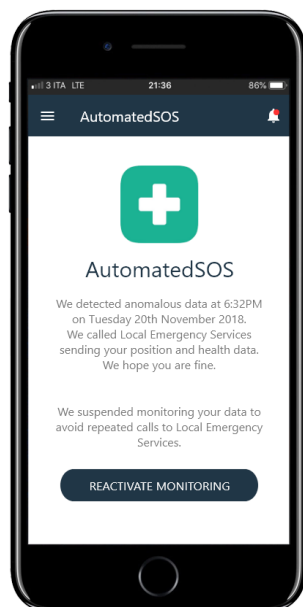 3 ITA LTE 21:36 86%
AutomatedSOS
AutomatedSOS
We detected anomalous data at 6:32PM
on Tuesday 20th November 2018.
We called Local Emergency Services
sending your position and health data.
We hope you are fine.
We suspended monitoring your data to
avoid repeated calls to Local Emergency
Services.
REACTIVATE MONITORING